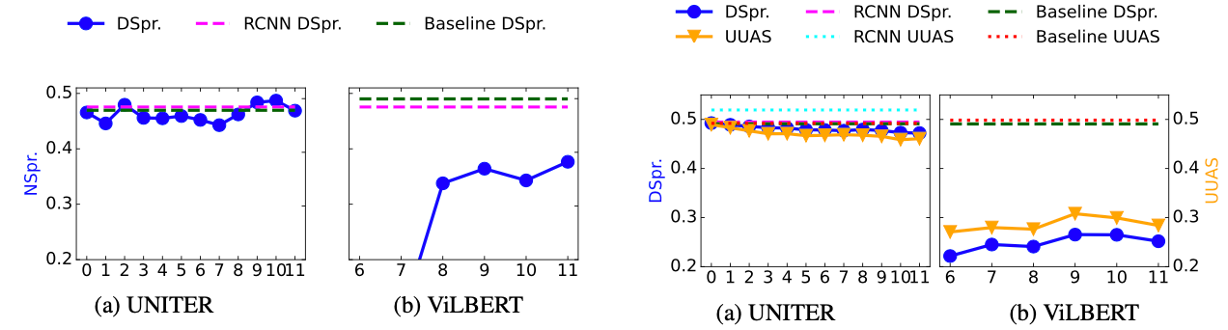 DSpr. RCNN DSpr. Baseline DSpr.
0.5
0.4
0.3
0.2
NSpr.
0 1 2 3 4 5 6 7 8 9 10 11
6 7 8 9 10 11
(a) UNITER (b) ViLBERT
DSpr. RCNN DSpr. Baseline DSpr.
UUAS RCNN UUAS Baseline UUAS
0.5 0.5
0.4 0.4
0.3 0.3
0.2 0.2
DSpr.
UUAS
0 1 2 3 4 5 6 7 8 9 10 11
6 7 8 9 10 11
(a) UNITER (b) ViLBERT